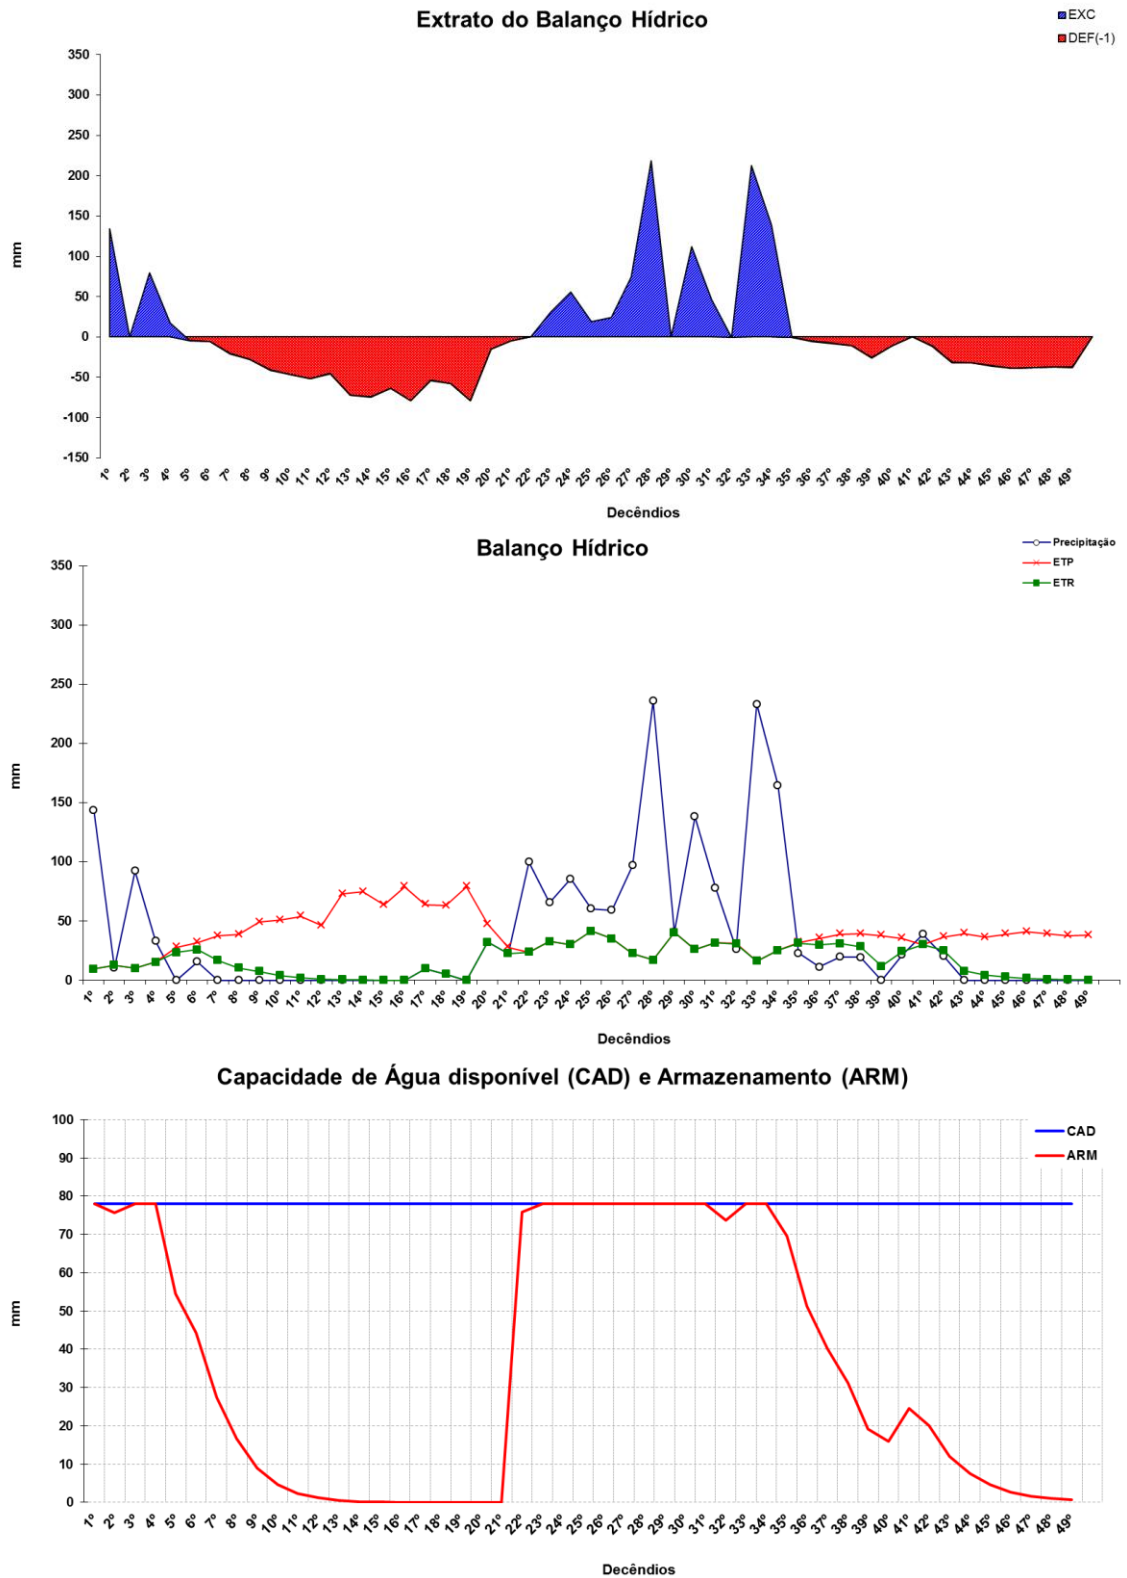 Extrato do Balanço Hídrico
EXC
DEF(-1)
350
300
250
200
150
100
50
0
-50
-100
-150
mm
1º 2º 3º 4º 5º 6º 7º 8º 9º 10º 11º 12º 13º 14º 15º 16º 17º 18º 19º 20º 21º 22º 23º 24º 25º 26º 27º 28º 29º 30º 31º 32º 33º 34º 35º 36º 37º 38º 39º 40º 41º 42º 43º 44º 45º 46º 47º 48º 49º
Decêndios
Balanço Hídrico
Precipitação
ETP
ETR
350
300
250
200
150
100
50
0
mm
1º 2º 3º 4º 5º 6º 7º 8º 9º 10º 11º 12º 13º 14º 15º 16º 17º 18º 19º 20º 21º 22º 23º 24º 25º 26º 27º 28º 29º 30º 31º 32º 33º 34º 35º 36º 37º 38º 39º 40º 41º 42º 43º 44º 45º 46º 47º 48º 49º
Decêndios
Capacidade de Água disponível (CAD) e Armazenamento (ARM)
CAD
ARM
100
90
80
70
60
50
40
30
20
10
0
mm
1º 2º 3º 4º 5º 6º 7º 8º 9º 10º 11º 12º 13º 14º 15º 16º 17º 18º 19º 20º 21º 22º 23º 24º 25º 26º 27º 28º 29º 30º 31º 32º 33º 34º 35º 36º 37º 38º 39º 40º 41º 42º 43º 44º 45º 46º 47º 48º 49º
Decêndios